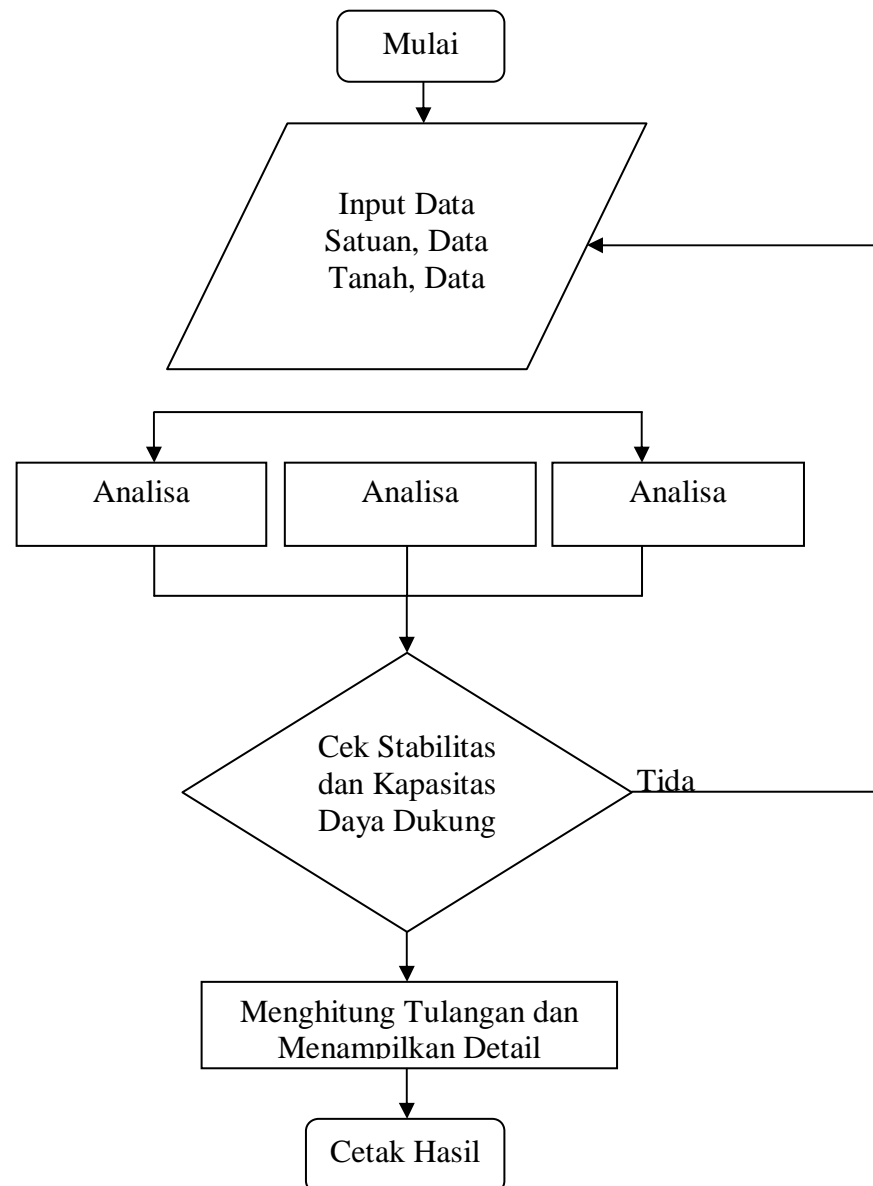 Mulai
Input Data
Satuan, Data
Tanah, Data
Analisa
Analisa
Analisa
Cek Stabilitas
dan Kapasitas
Daya Dukung
Tida
Menghitung Tulangan dan
Menampilkan Detail
Cetak Hasil